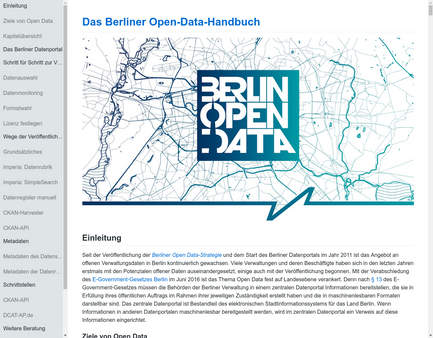 Einleitung
Ziele von Open Data
Kapitelübersicht
Das Berliner Datenportal
Schritt für Schritt zur V...
Datenauswahl
Datenmonitoring
Formatwahl
Lizenz festlegen
Wege der Veröffentlich...
Grundsätzliches
Imperia: Datenrubrik
Imperia: SimpleSearch
Datenregister manuell
CKAN-Harvester
CKAN-API
Metadaten
Metadaten des Datens...
Metadaten der Datenr...
Schnittstellen
CKAN-API
DCAT-AP.de
Weitere Beratung
Das Berliner Open-Data-Handbuch
BERLIN
OPEN
DATA
Einleitung
Seit der Veröffentlichung der Berliner Open Data-Strategie und dem Start des Berliner Datenportals im Jahr 2011 ist das Angebot an
offenen Verwaltungsdaten in Berlin kontinuierlich gewachsen. Viele Verwaltungen und deren Beschäftigte haben sich in den letzten Jahren
erstmals mit den Potenzialen offener Daten auseinandergesetzt, einige auch mit der Veröffentlichung begonnen. Mit der Verabschiedung
des E-Government-Gesetzes Berlin im Juni 2016 ist das Thema Open Data fest auf Landesebene verankert. Denn nach § 13 des E-
Government-Gesetzes müssen die Behörden der Berliner Verwaltung in einem zentralen Datenportal Informationen bereitstellen, die sie in
Erfüllung ihres öffentlichen Auftrags im Rahmen ihrer jeweiligen Zuständigkeit erstellt haben und die in maschinenlesbaren Formaten
darstellbar sind. Das zentrale Datenportal ist Bestandteil des elektronischen Stadtinformationssystems für das Land Berlin. Wenn
Informationen in anderen Datenportalen maschinenlesbar bereitgestellt werden, wird im zentralen Datenportal ein Verweis auf diese
Informationen eingerichtet.
Ziele von Open Data